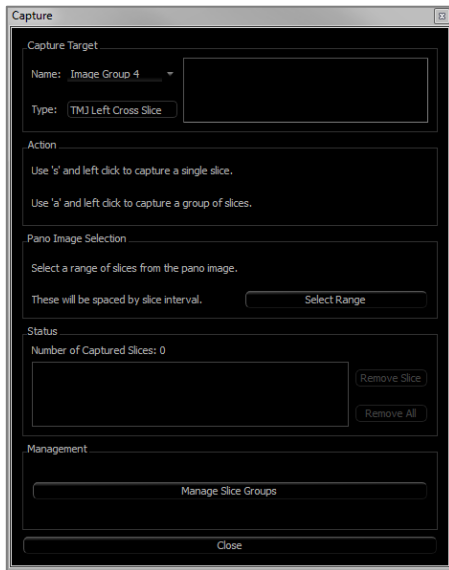 Capture
Capture Target
Name: Image Group 4
Type: TMJ Left Cross Slice
Action
Use 's' and left click to capture a single slice.
Use 'a' and left click to capture a group of slices.
Pano Image Selection
Select a range of slices from the pano image.
These will be spaced by slice interval. Select Range
Status
Number of Captured Slices: 0
Remove Slice
Remove All
Management
Manage Slice Groups
Close